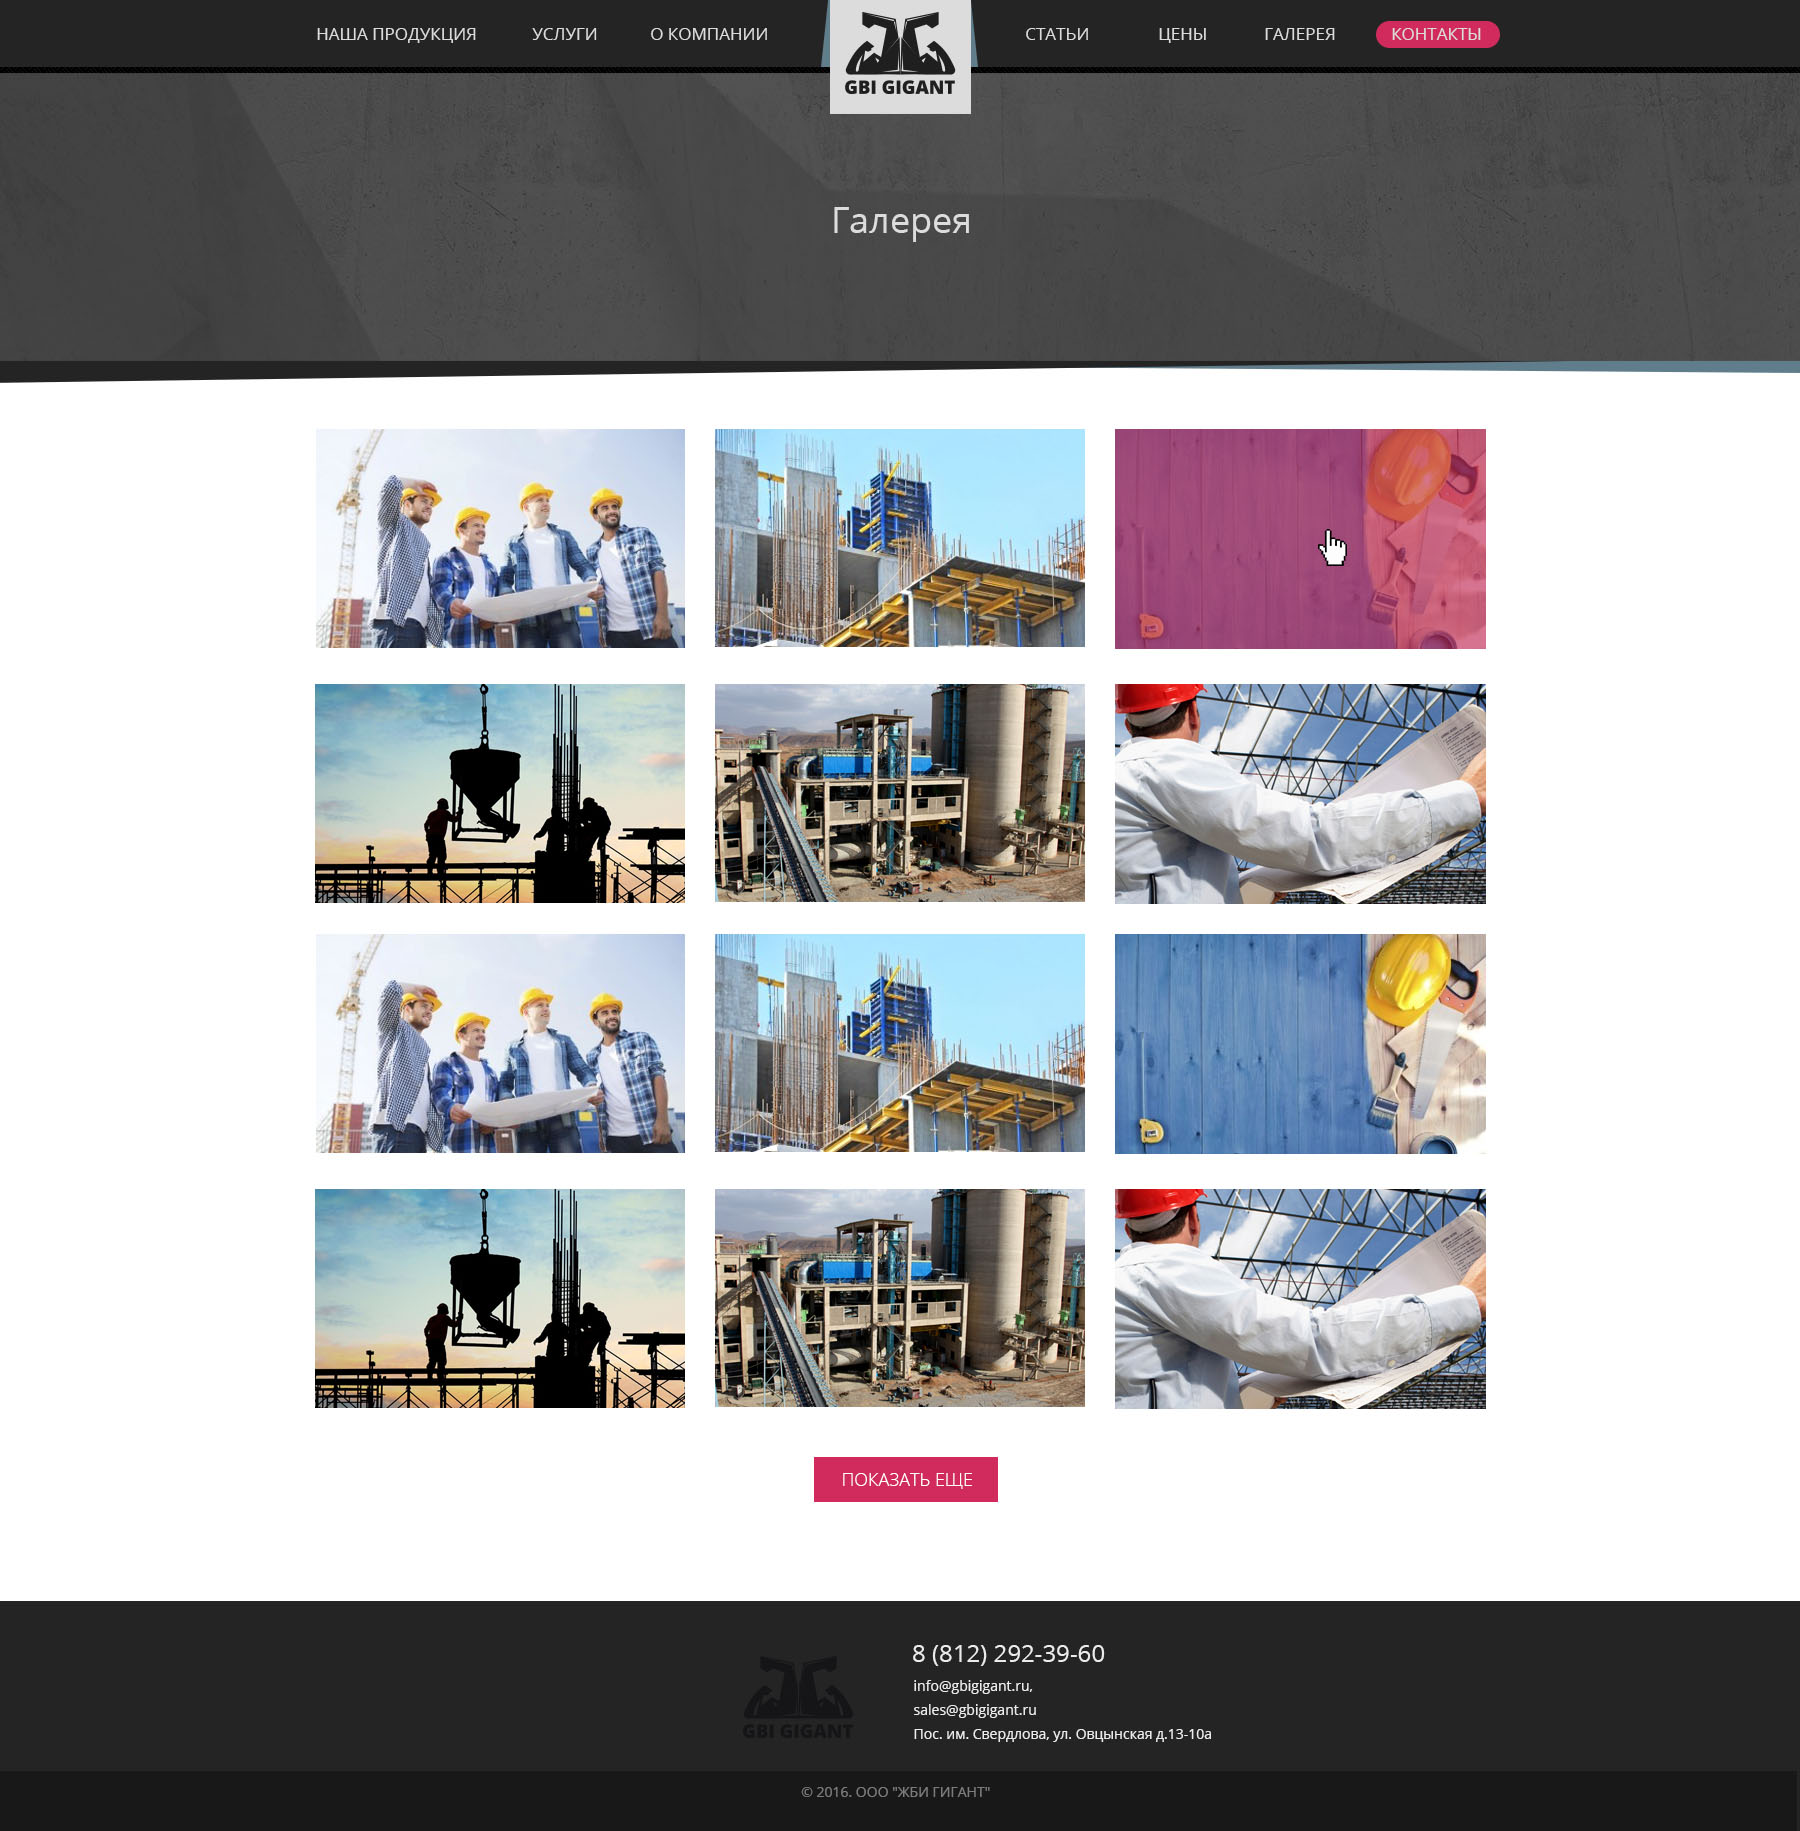 НАША ПРОДУКЦИЯ
УСЛУГИ
О КОМПАНИИ
GBI GIGANT
СТАТЬИ
ЦЕНЫ
ГАЛЕРЕЯ
КОНТАКТЫ
Галерея
ПОКАЗАТЬ ЕЩЕ
GBI GIGANT
8 (812) 292-39-60
info@gbigigant.ru,
sales@gbigigant.ru
Пос. им. Свердлова, ул. Овцынская д.13-10а
© 2016. ООО "ЖБИ ГИГАНТ"